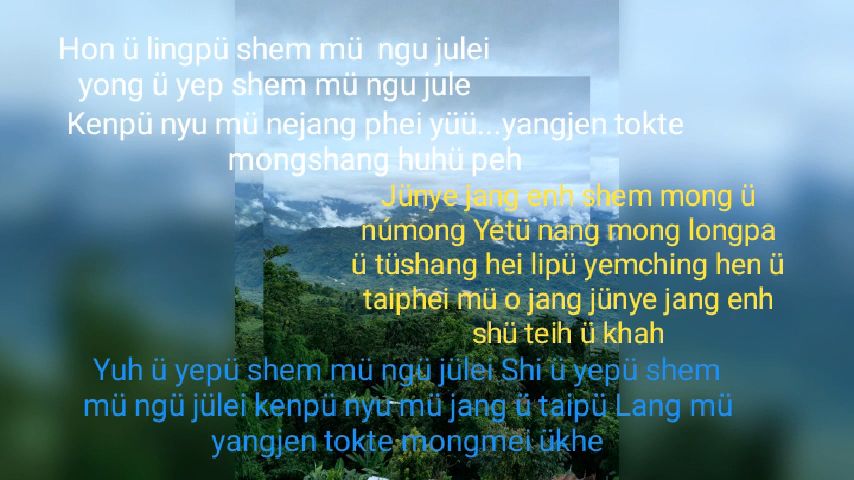 Hon ü lingpü shem mü ngu julei
yong ü yep shem mü ngu jule
Kenpü nyu mü nejang phei yüü...yangjen tokte
mongshang huhü peh
Jünye jang enh shem mong ü
númong Yetü nang mong longpa
ü tüshang hei lipü yemching hen ü
taiphei mü o jang jünye jang enh
shü teih ü khah
Yuh ü yepü shem mü ngü jülei Shi ü yepü shem
mü ngü jülei kenpü nyu mü jang ü taipü Lang mü
yangjen tokte mongmei ükhe